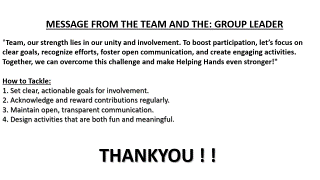 MESSAGE FROM THE TEAM AND THE: GROUP LEADER
"Team, our strength lies in our unity and involvement. To boost participation, let's focus on
clear goals, recognize efforts, foster open communication, and create engaging activities.
Together, we can overcome this challenge and make Helping Hands even stronger!"
How to Tackle:
1. Set clear, actionable goals for involvement.
2. Acknowledge and reward contributions regularly.
3. Maintain open, transparent communication.
4. Design activities that are both fun and meaningful.
THANKYOU ! !